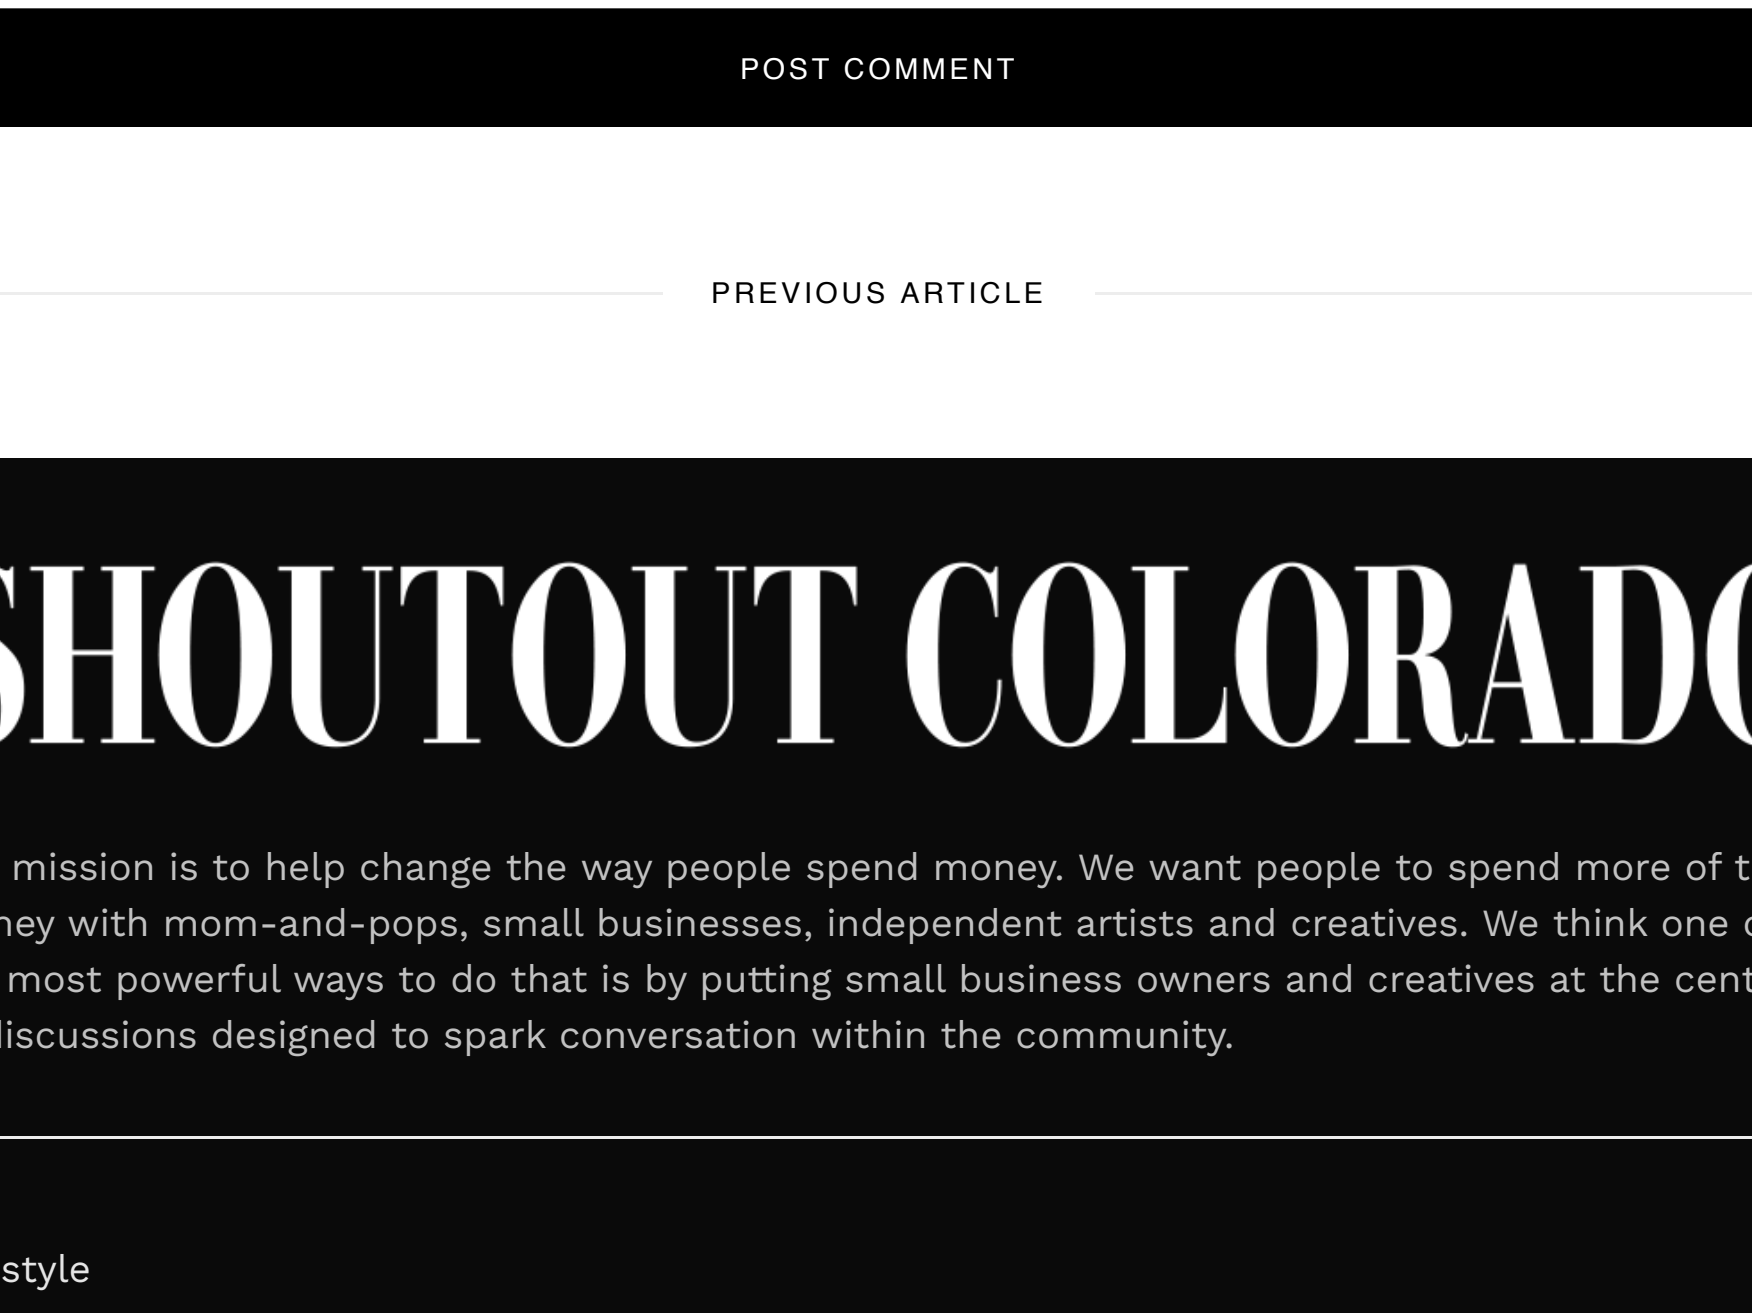 POST COMMENT
PREVIOUS ARTICLE
SHOUTOUT COLORADO
mission is to help change the way people spend money. We want people to spend more of t
ney with mom-and-pops, small businesses, independent artists and creatives. We think one o
most powerful ways to do that is by putting small business owners and creatives at the cent
discussions designed to spark conversation within the community.
style